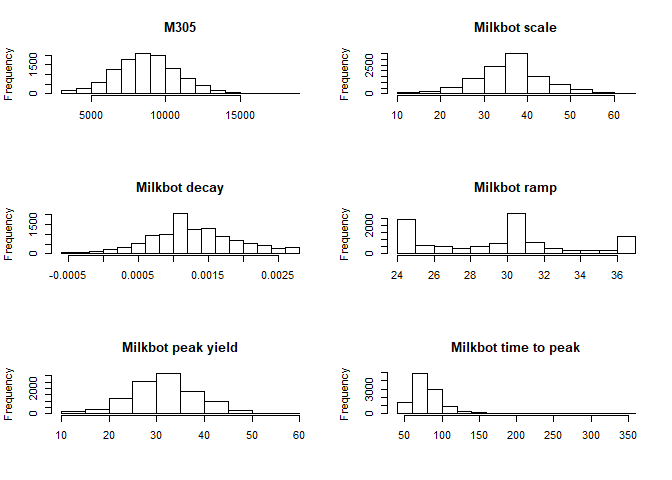 M305
Frequency
0 1500
5000 10000 15000
Milkbot scale
Frequency
0 2500
10 20 30 40 50 60
Milkbot decay
Frequency
0 1500
-0.0005 0.0005 0.0015 0.0025
Milkbot ramp
Frequency
0 2000
24 26 28 30 32 34 36
Milkbot peak yield
Frequency
0 2000
10 20 30 40 50 60
Milkbot time to peak
Frequency
0 3000
50 100 150 200 250 300 350